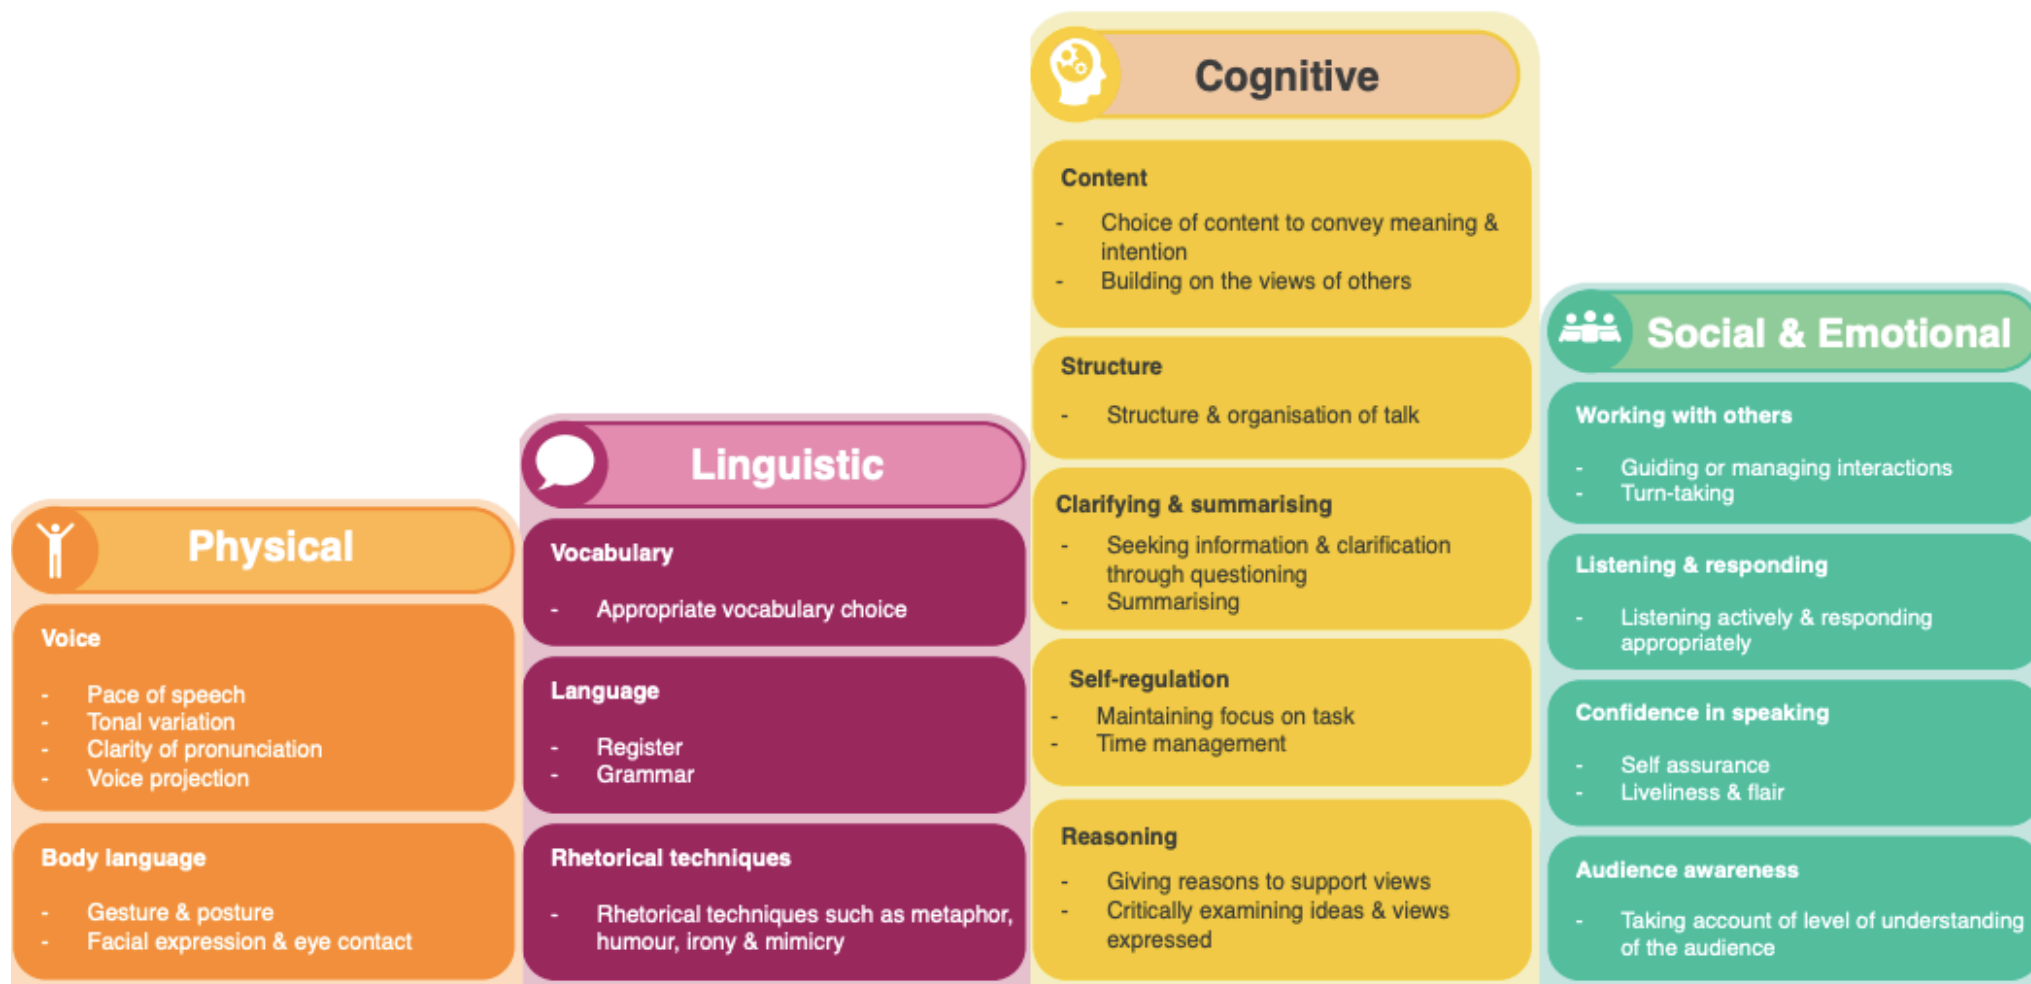 Physical
Voice
- Pace of speech
- Tonal variation
- Clarity of pronunciation
- Voice projection
Body language
- Gesture & posture
- Facial expression & eye contact
Linguistic
Vocabulary
- Appropriate vocabulary choice
Language
- Register
- Grammar
Rhetorical techniques
- Rhetorical techniques such as metaphor,
humour, irony & mimicry
Cognitive
Content
- Choice of content to convey meaning &
intention
- Building on the views of others
Structure
- Structure & organisation of talk
Clarifying & summarising
- Seeking information & clarification
through questioning
- Summarising
Self-regulation
- Maintaining focus on task
- Time management
Reasoning
- Giving reasons to support views
- Critically examining ideas & views
expressed
Social & Emotional
Working with others
- Guiding or managing interactions
- Turn-taking
Listening & responding
- Listening actively & responding
appropriately
Confidence in speaking
- Self assurance
- Liveliness & flair
Audience awareness
- Taking account of level of understanding
of the audience